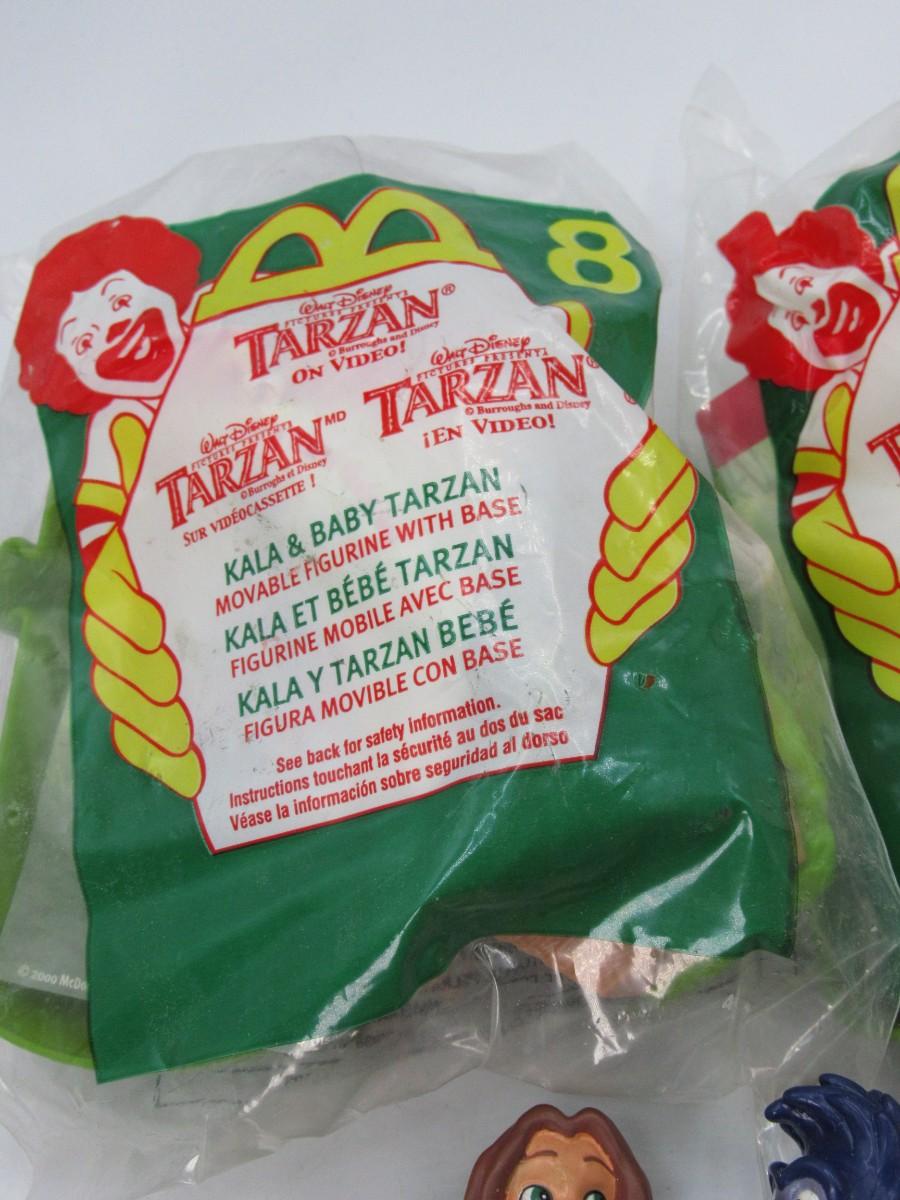 8
WALT DISNEY
PICTURES PRESENTS
TARZAN®
© Burroughs and Disney
ON VIDEO!
WALT DISNEY
PICTURES PRESENTS
TARZAN®
© Burroughs and Disney
¡EN VIDEO!
WALT DISNEY
PICTURES PRESENTS
TARZAN MD
© Burroghs et Disney
SUR VIDÉOCASSETTE !
KALA & BABY TARZAN
MOVABLE FIGURINE WITH BASE
KALA ET BÉBÉ TARZAN
FIGURINE MOBILE AVEC BASE
KALA Y TARZAN BEBÉ
FIGURA MOVIBLE CON BASE
See back for safety information.
Instructions touchant la sécurité au dos du sac
Véase la información sobre seguridad al dorso
© 2000 McDo